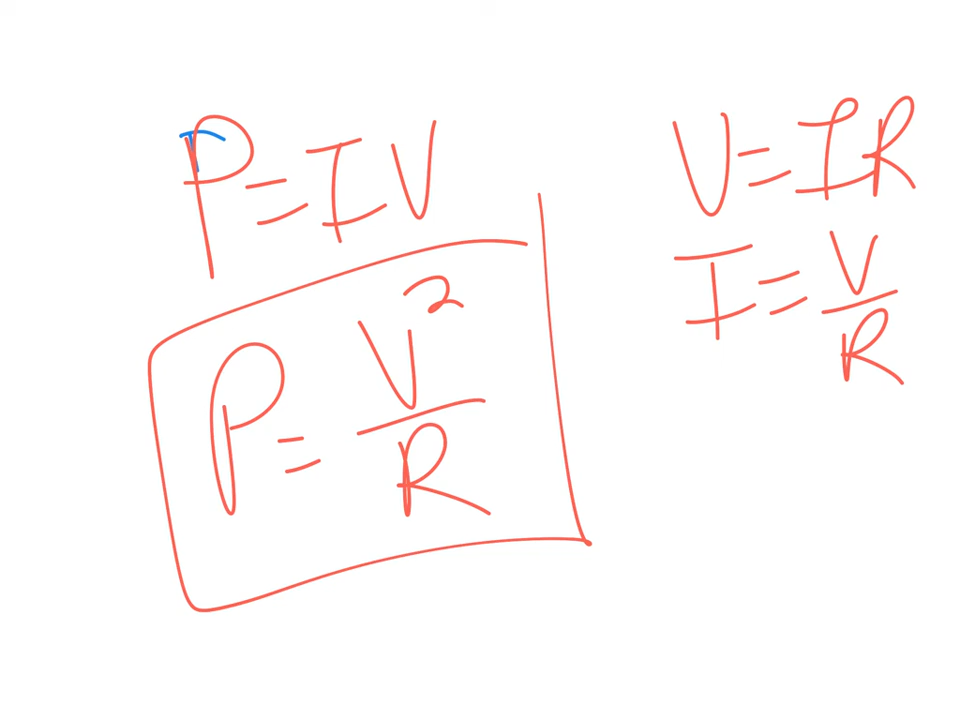 P = IV
V = IR
I = V/R
P = V²/R